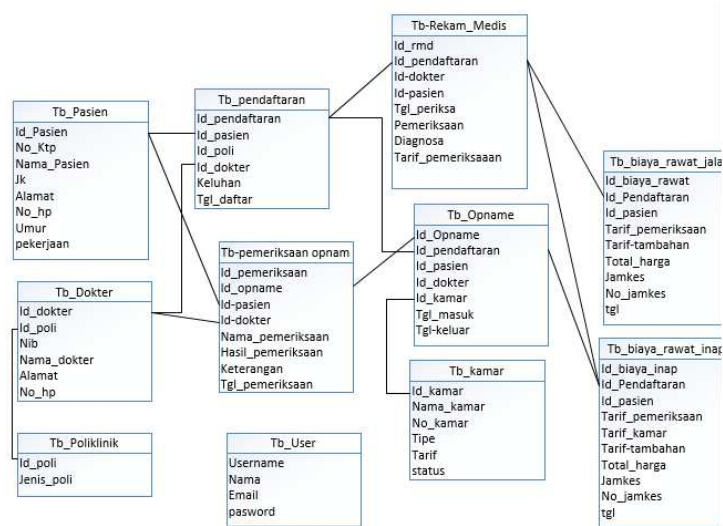 Tb_Pasien
Id_Pasien
No_Ktp
Nama_Pasien
Jk
Alamat
No_hp
Umur
pekerjaan
Tb_Dokter
Id_dokter
Id_poli
Nib
Nama_dokter
Alamat
No_hp
Tb_Poliklinik
Id_poli
Jenis_poli
Tb_pendaftaran
Id_pendaftaran
Id_pasien
Id_poli
Id_dokter
Keluhan
Tgl_daftar
Tb-pemeriksaan opnam
Id_pemeriksaan
Id_opname
Id-pasien
Id-dokter
Nama_pemeriksaan
Hasil_pemeriksaan
Keterangan
Tgl_pemeriksaan
Tb_User
Username
Nama
Email
pasword
Tb-Rekam_Medis
Id_rmd
Id_pendaftaran
Id-dokter
Id-pasien
Tgl_periksa
Pemeriksaan
Diagnosa
Tarif_pemeriksaaan
Tb_Opname
Id_Opname
Id_pendaftaran
Id_pasien
Id_dokter
Id_kamar
Tgl_masuk
Tgl-keluar
Tb_kamar
Id_kamar
Nama_kamar
No_kamar
Tipe
Tarif
status
Tb_biaya_rawat_jala
Id_biaya_rawat
Id_Pendaftaran
Id_pasien
Tarif_pemeriksaan
Tarif-tambahan
Total_harga
Jamkes
No_jamkes
tgl
Tb_biaya_rawat_inap
Id_biaya_inap
Id_Pendaftaran
Id_pasien
Tarif_pemeriksaan
Tarif_kamar
Tarif-tambahan
Total_harga
Jamkes
No_jamkes
tgl